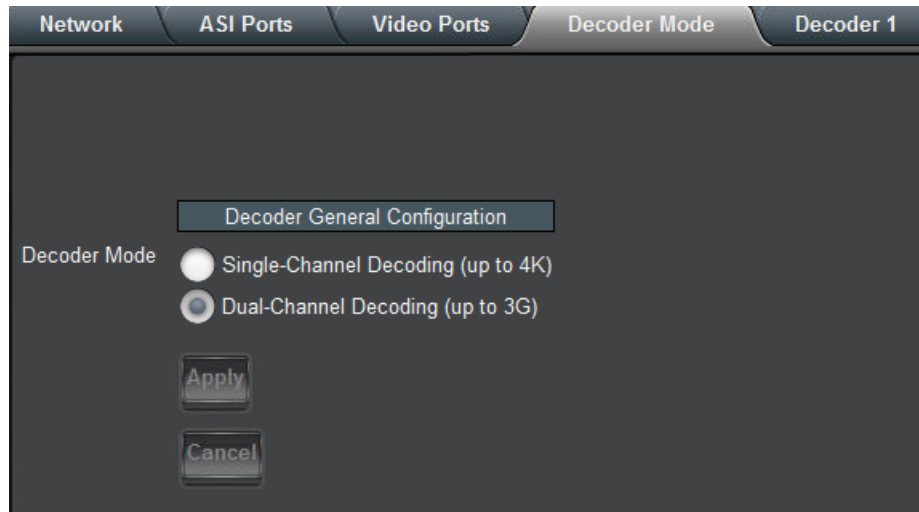 Network ASI Ports Video Ports Decoder Mode Decoder 1
Decoder General Configuration
Decoder Mode
Single-Channel Decoding (up to 4K)
Dual-Channel Decoding (up to 3G)
Apply
Cancel